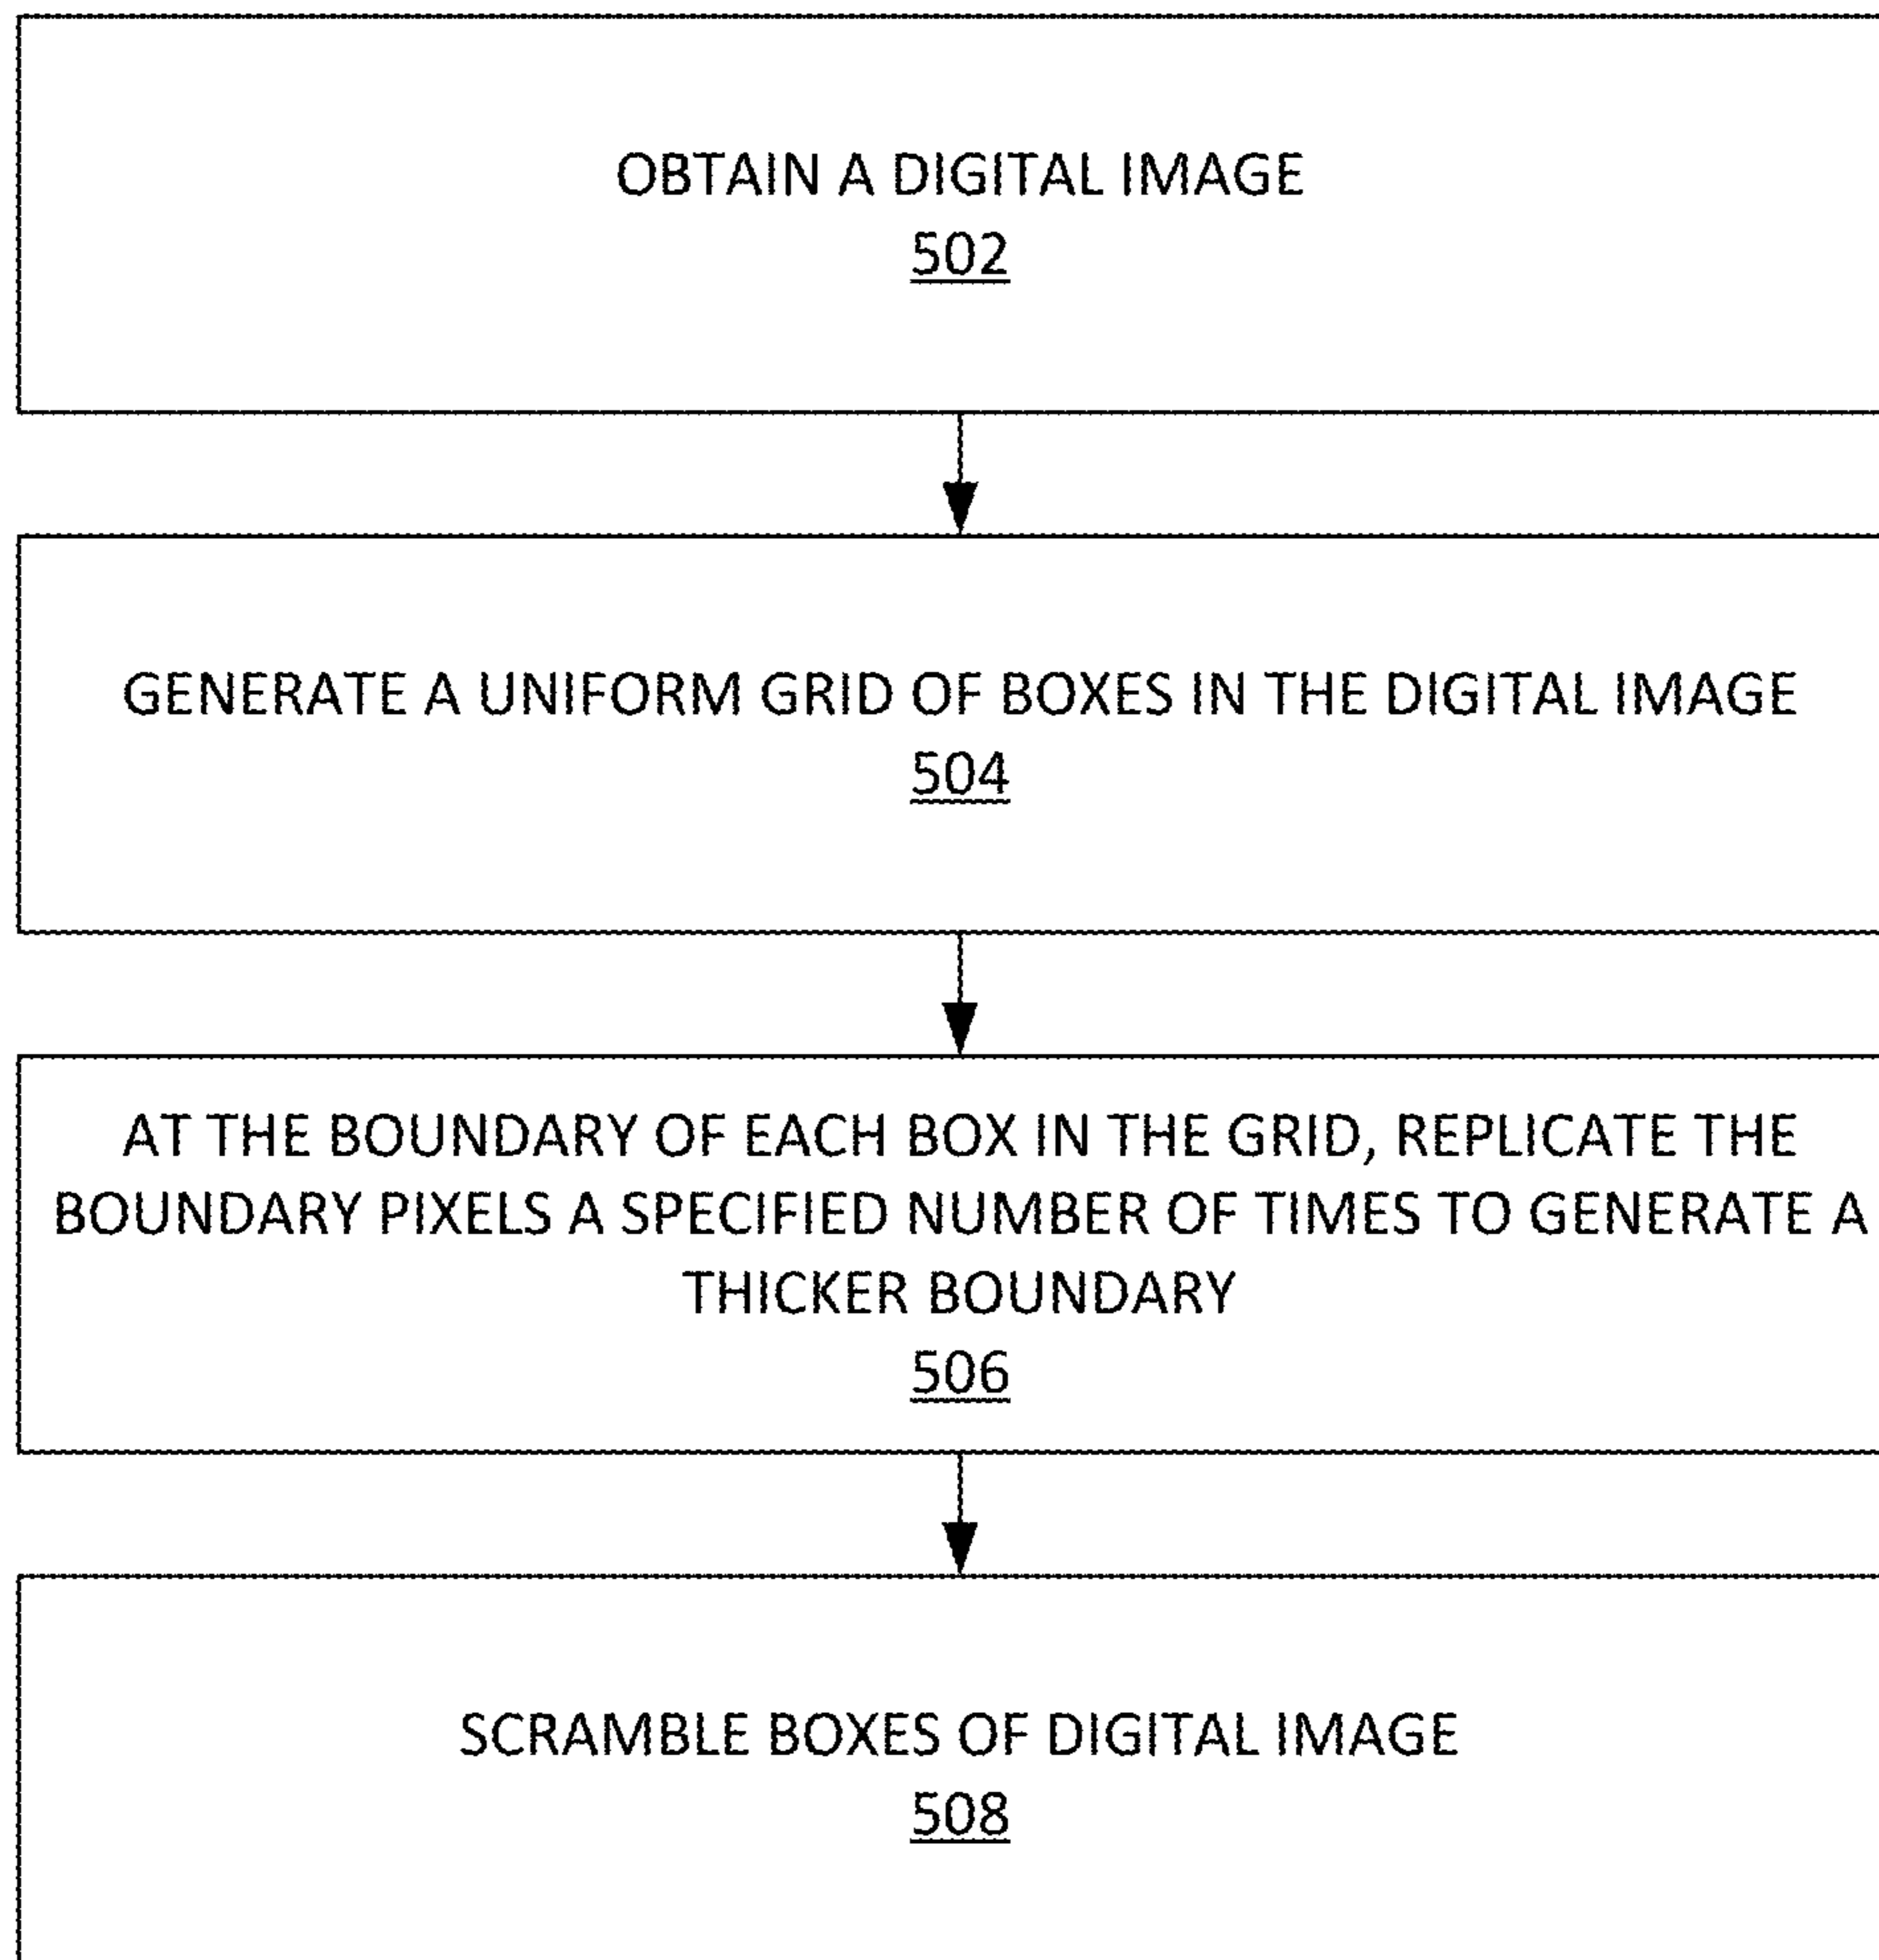 OBTAIN A DIGITAL IMAGE
502
GENERATE A UNIFORM GRID OF BOXES IN THE DIGITAL IMAGE
504
AT THE BOUNDARY OF EACH BOX IN THE GRID, REPLICATE THE
BOUNDARY PIXELS A SPECIFIED NUMBER OF TIMES TO GENERATE A
THICKER BOUNDARY
506
SCRAMBLE BOXES OF DIGITAL IMAGE
508